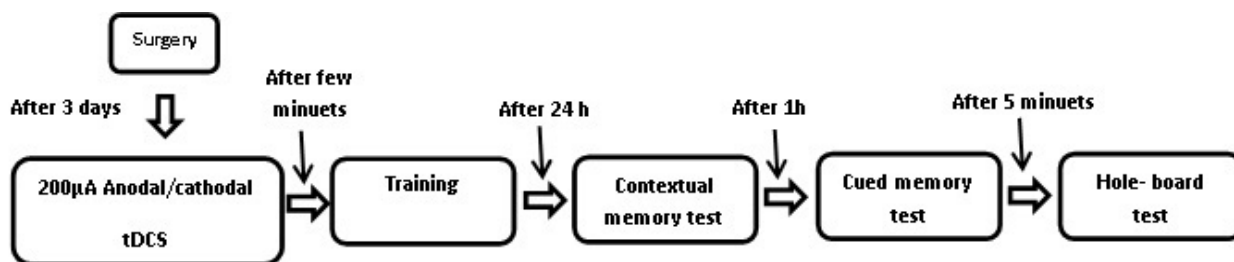 Surgery
After 3 days
200µA Anodal/cathodal
tDCS
After few
minuets
Training
After 24 h
Contextual
memory test
After 1h
Cued memory
test
After 5 minuets
Hole- board
test